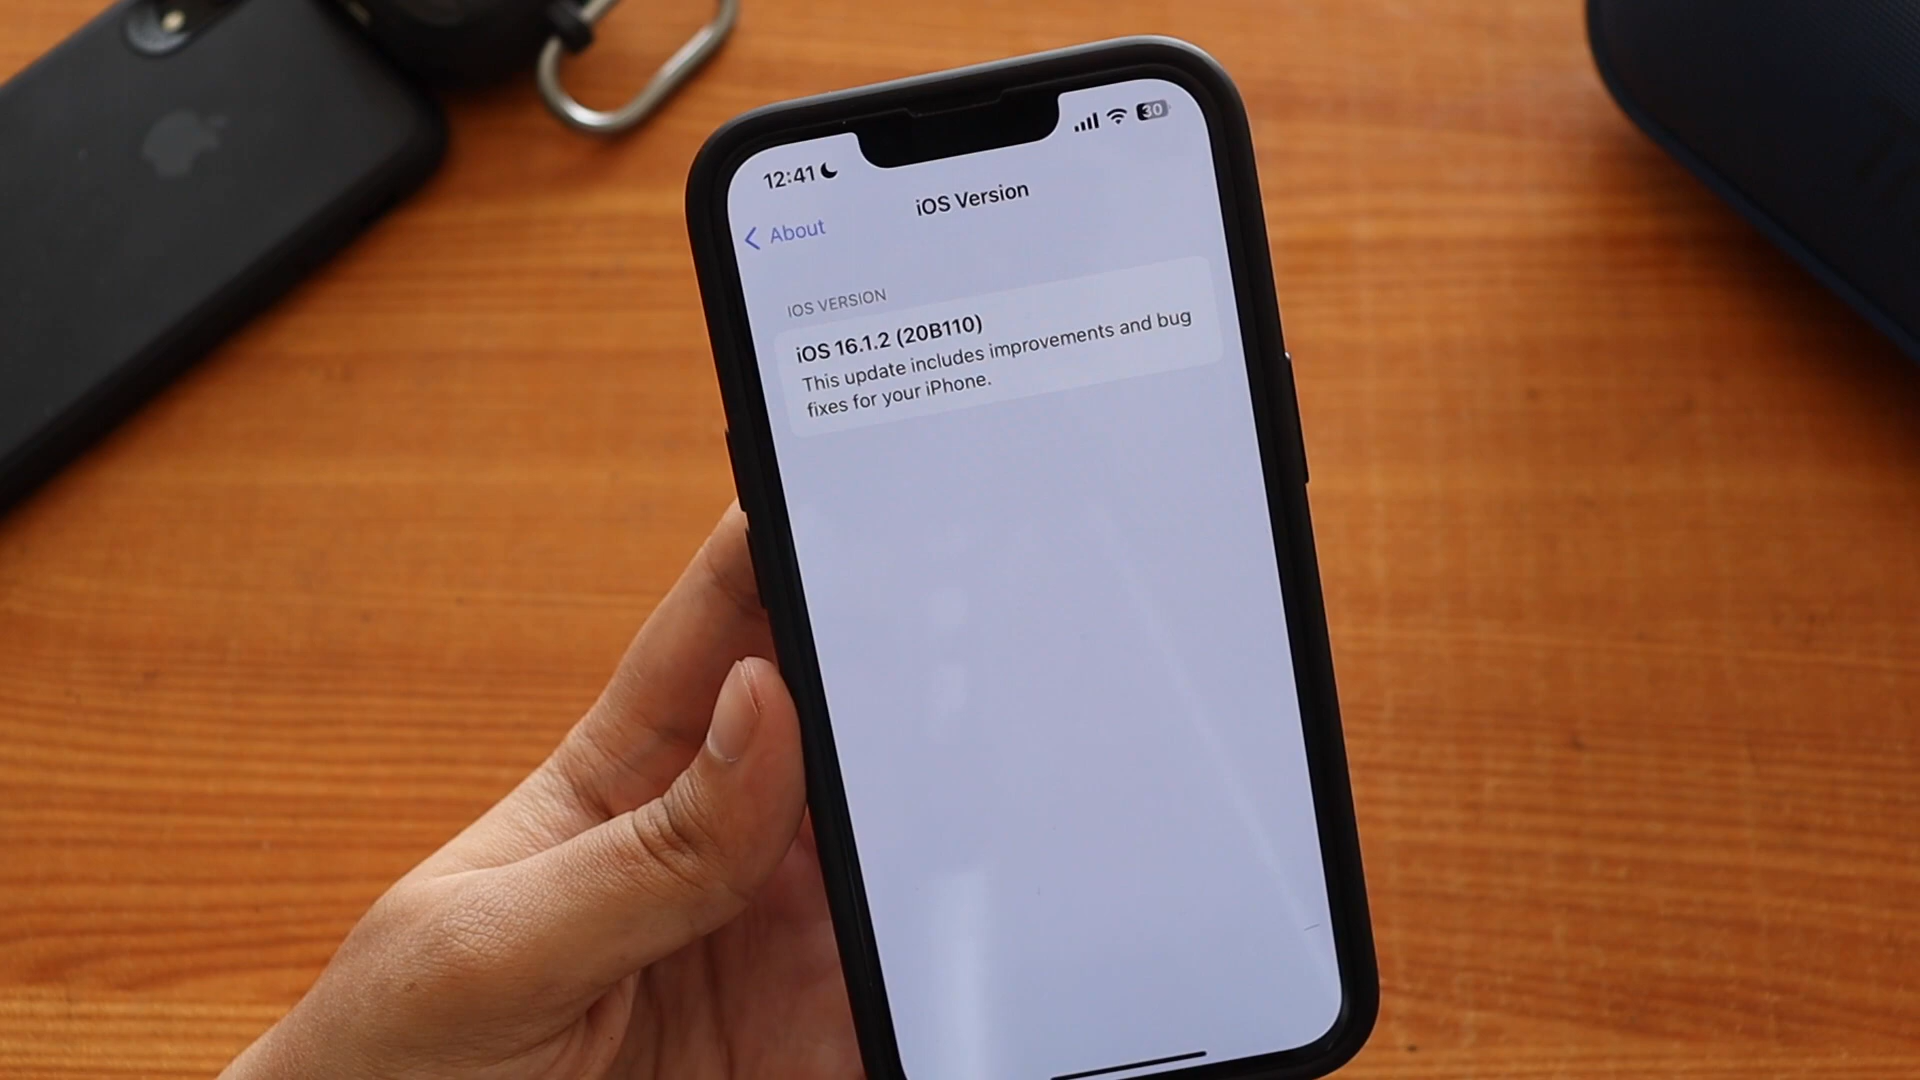 12:41
30
iOS Version
About
IOS VERSION
iOS 16.1.2 (20B110)
This update includes improvements and bug
fixes for your iPhone.